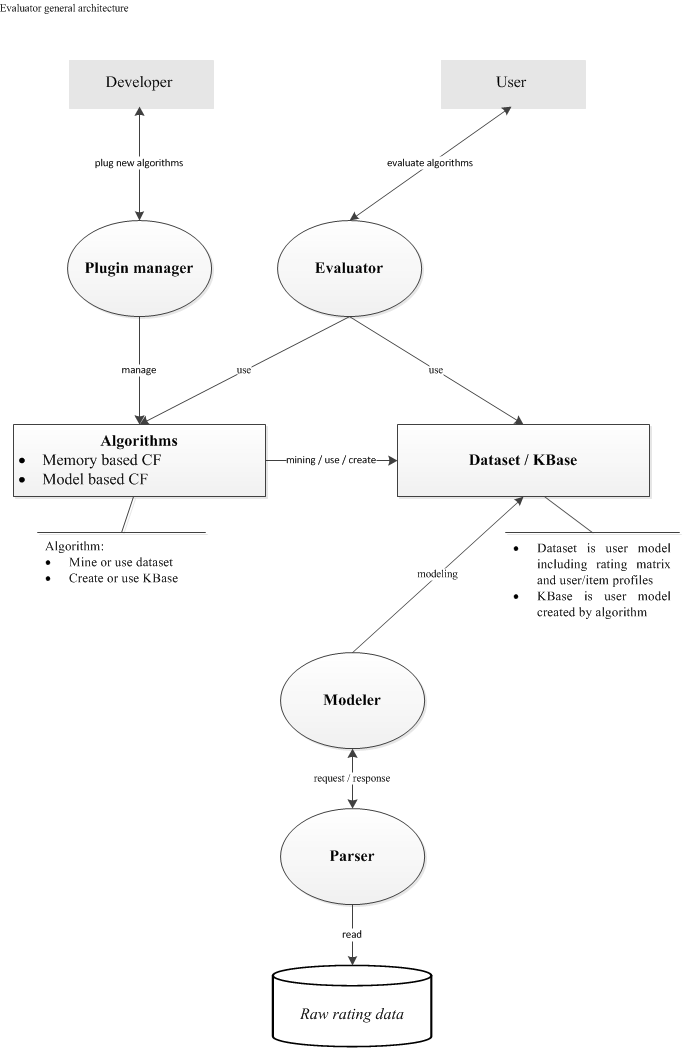 Evaluator general architecture
Developer
User
plug new algorithms
evaluate algorithms
Plugin manager
Evaluator
manage
use
use
Algorithms
• Memory based CF
• Model based CF
mining / use / create
Dataset / KBase
Algorithm:
• Mine or use dataset
• Create or use KBase
• Dataset is user model
including rating matrix
and user/item profiles
• KBase is user model
created by algorithm
modeling
Modeler
request / response
Parser
read
Raw rating data